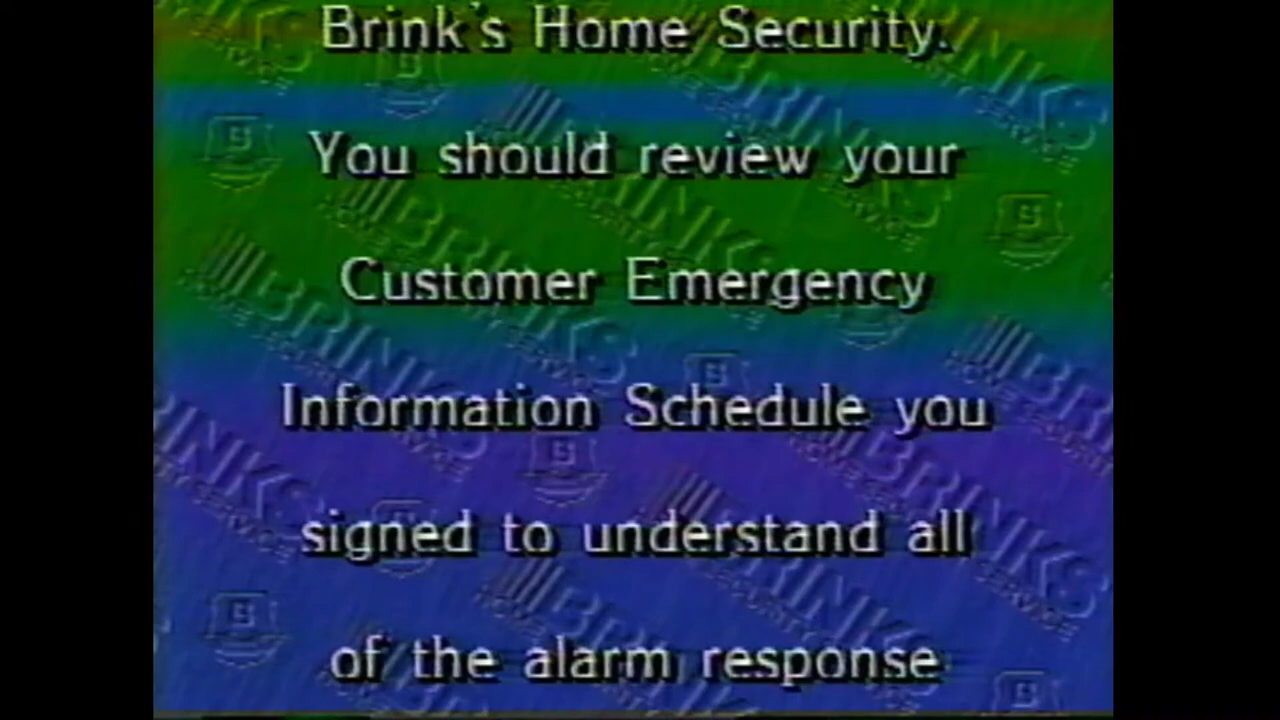 Brink's Home Security.
You should review your
Customer Emergency
Information Schedule you
signed to understand all
of the alarm response